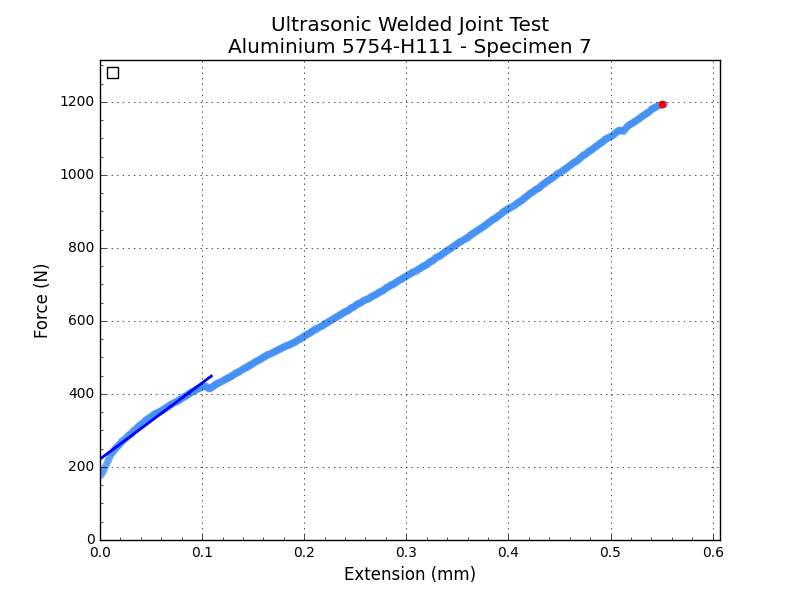 Ultrasonic Welded Joint Test
Aluminium 5754-H111 - Specimen 7
1200
1000
800
600
400
200
0
Force (N)
0.0 0.1 0.2 0.3 0.4 0.5 0.6
Extension (mm)